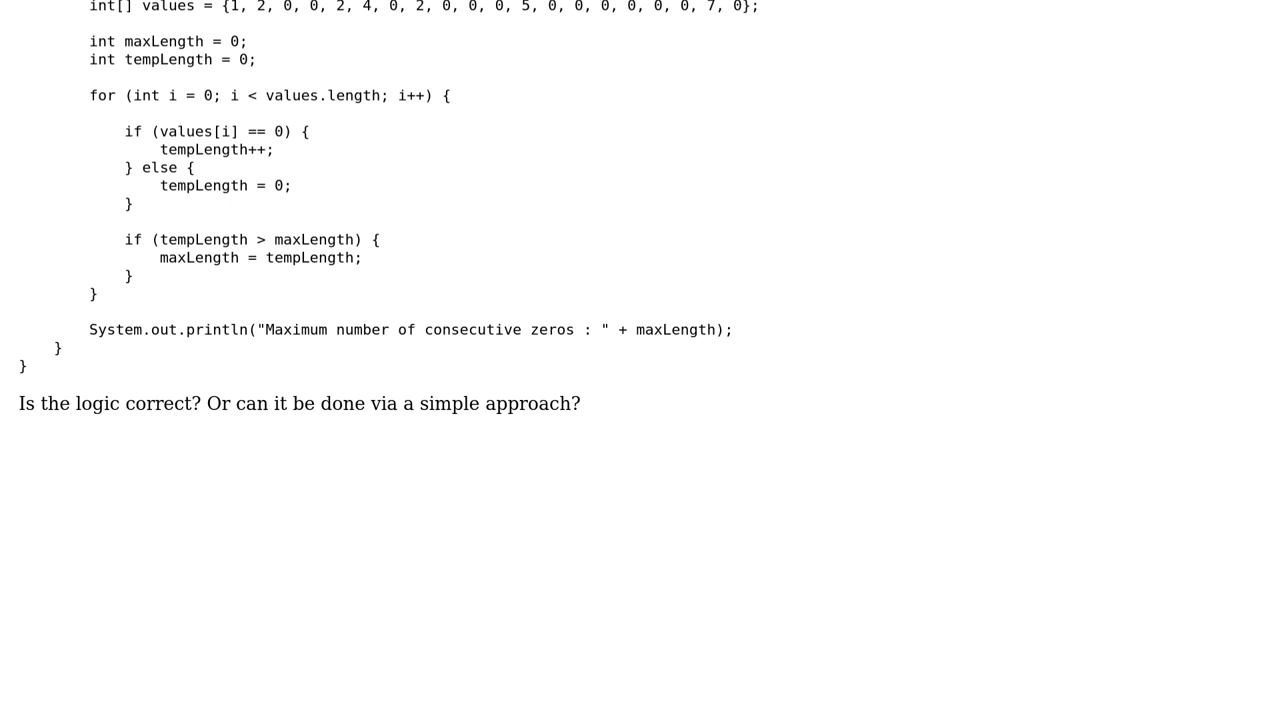 int[] values = {1, 2, 0, 0, 2, 4, 0, 2, 0, 0, 0, 5, 0, 0, 0, 0, 0, 0, 7, 0};
int maxLength = 0;
int tempLength = 0;
for (int i = 0; i < values.length; i++) {
if (values[i] == 0) {
tempLength++;
} else {
tempLength = 0;
}
if (tempLength > maxLength) {
maxLength = tempLength;
}
}
System.out.println("Maximum number of consecutive zeros : " + maxLength);
}
}
Is the logic correct? Or can it be done via a simple approach?